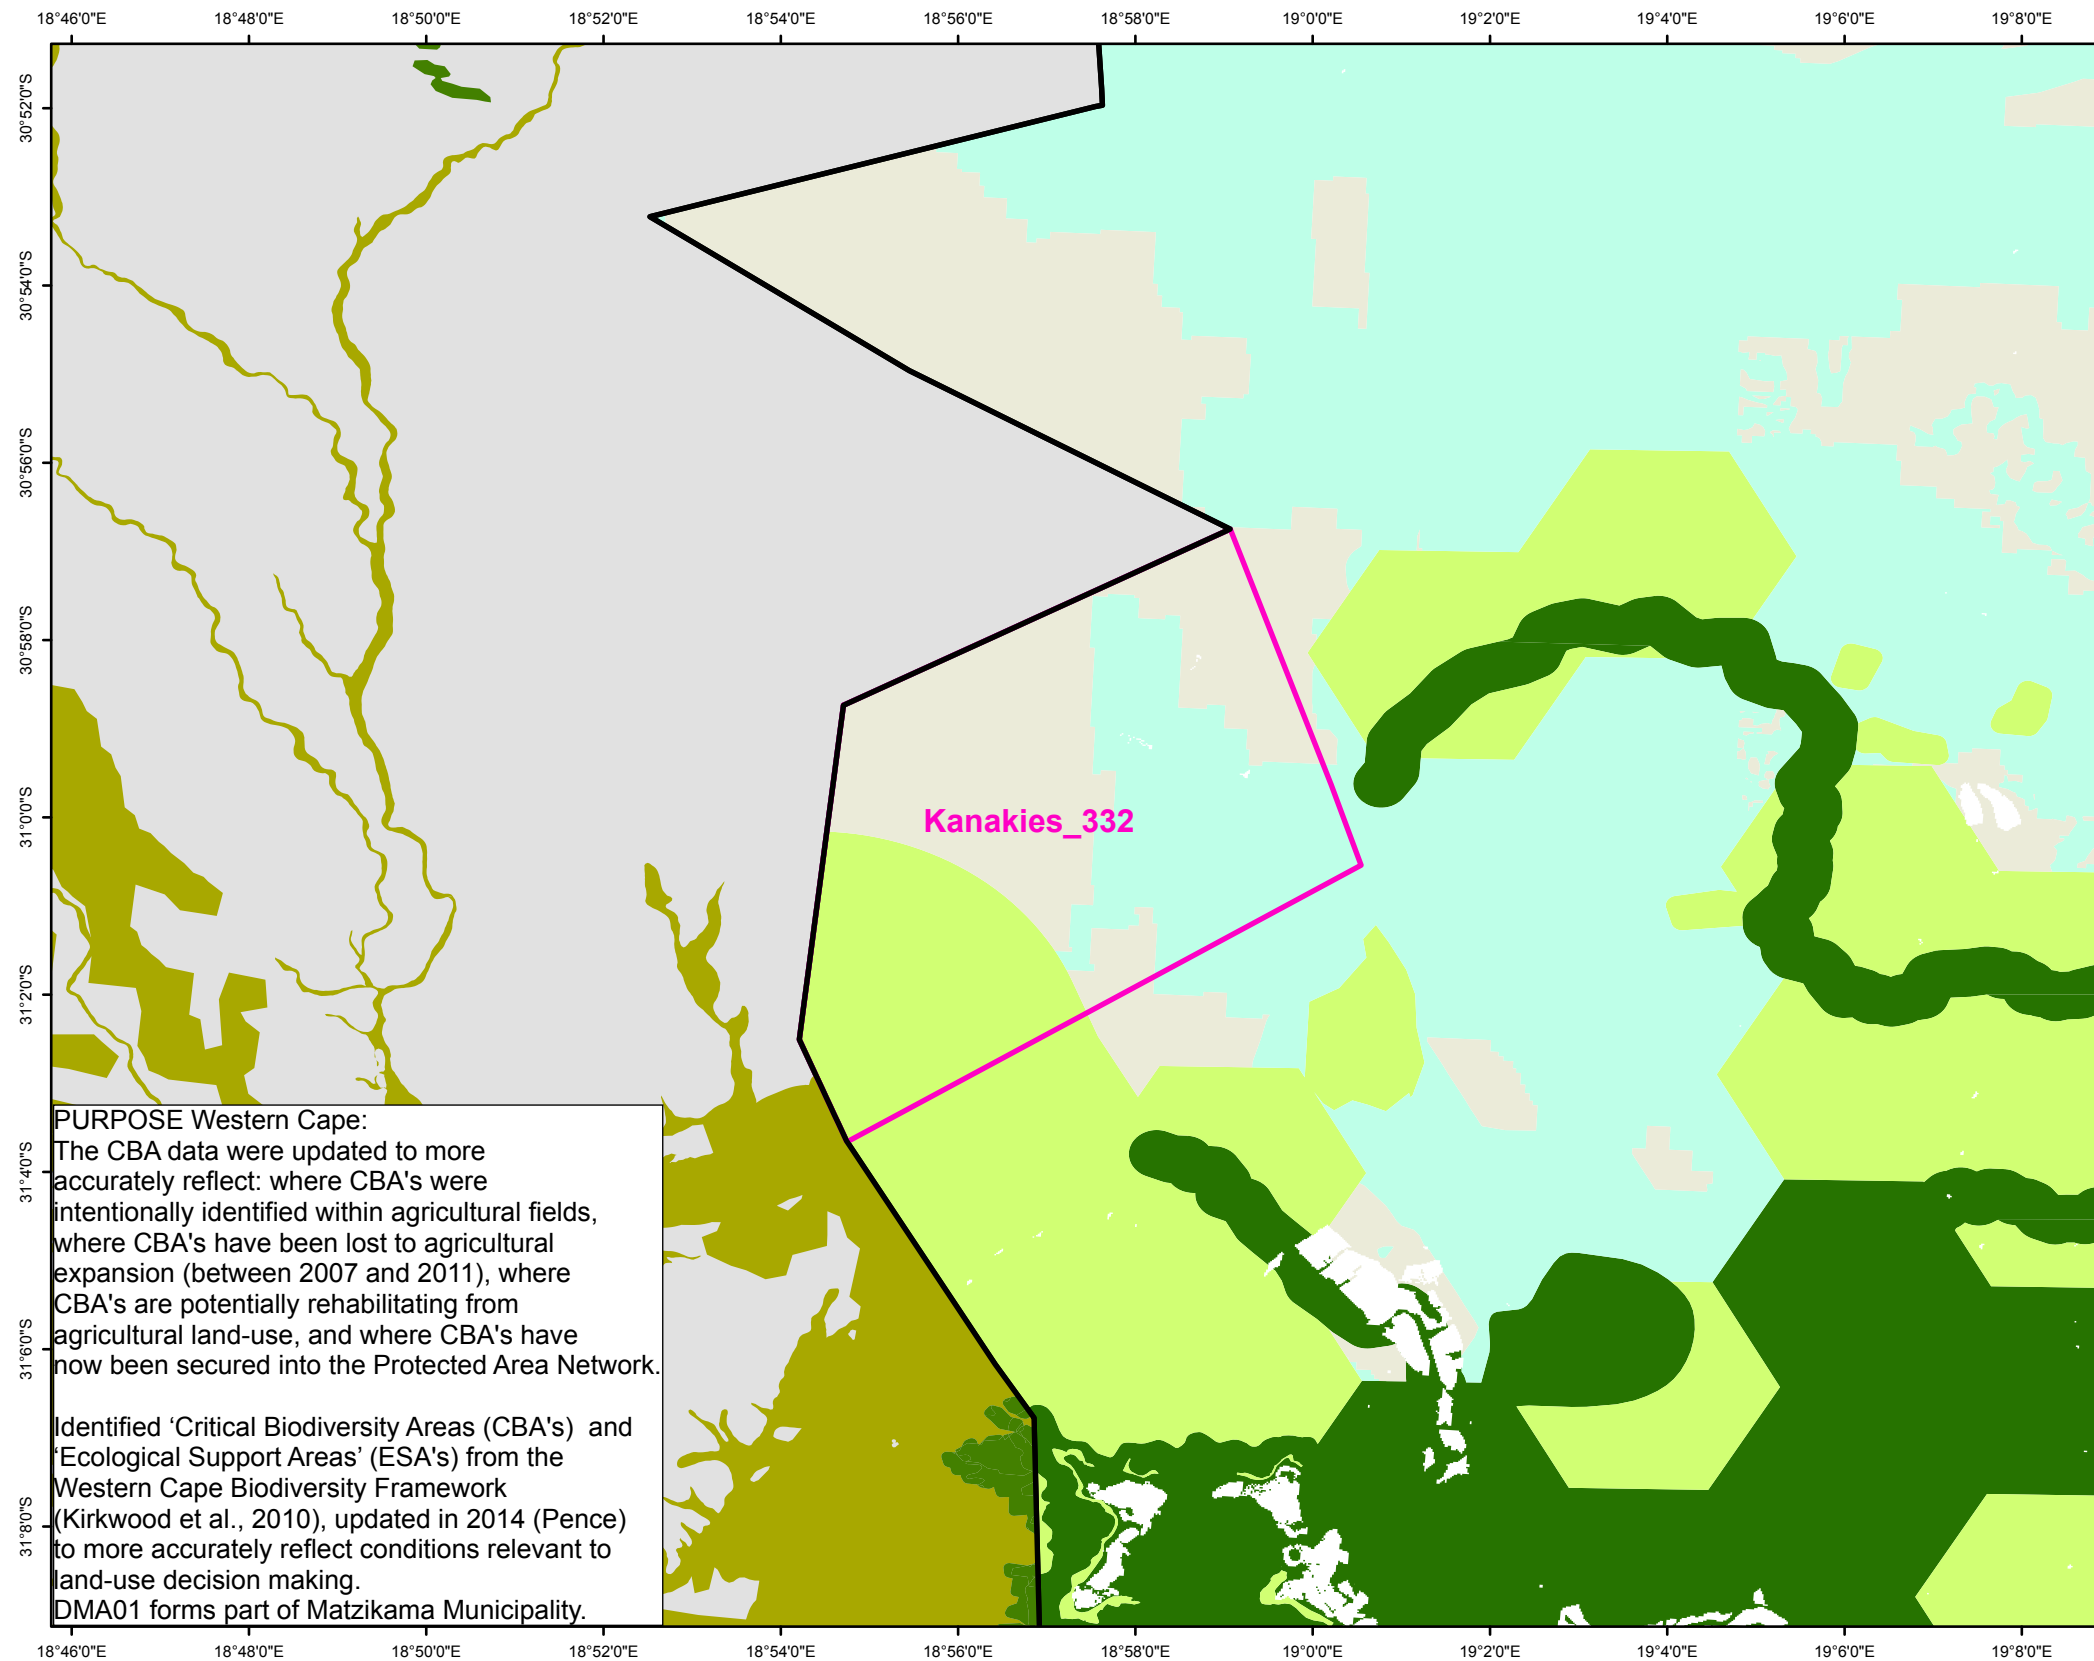 18°46'0"E 18°48'0"E 18°50'0"E 18°52'0"E 18°54'0"E 18°56'0"E 18°58'0"E 19°0'0"E 19°2'0"E 19°4'0"E 19°6'0"E 19°8'0"E
30°52'0"S
30°54'0"S
30°56'0"S
30°58'0"S
31°0'0"S
31°2'0"S
31°4'0"S
31°6'0"S
31°8'0"S
Kanakies_332
PURPOSE Western Cape:
The CBA data were updated to more
accurately reflect: where CBA's were
intentionally identified within agricultural fields,
where CBA's have been lost to agricultural
expansion (between 2007 and 2011), where
CBA's are potentially rehabilitating from
agricultural land-use, and where CBA's have
now been secured into the Protected Area Network.
Identified ‘Critical Biodiversity Areas (CBA's) and
‘Ecological Support Areas’ (ESA's) from the
Western Cape Biodiversity Framework
(Kirkwood et al., 2010), updated in 2014 (Pence)
to more accurately reflect conditions relevant to
land-use decision making.
DMA01 forms part of Matzikama Municipality.
18°46'0"E 18°48'0"E 18°50'0"E 18°52'0"E 18°54'0"E 18°56'0"E 18°58'0"E 19°0'0"E 19°2'0"E 19°4'0"E 19°6'0"E 19°8'0"E